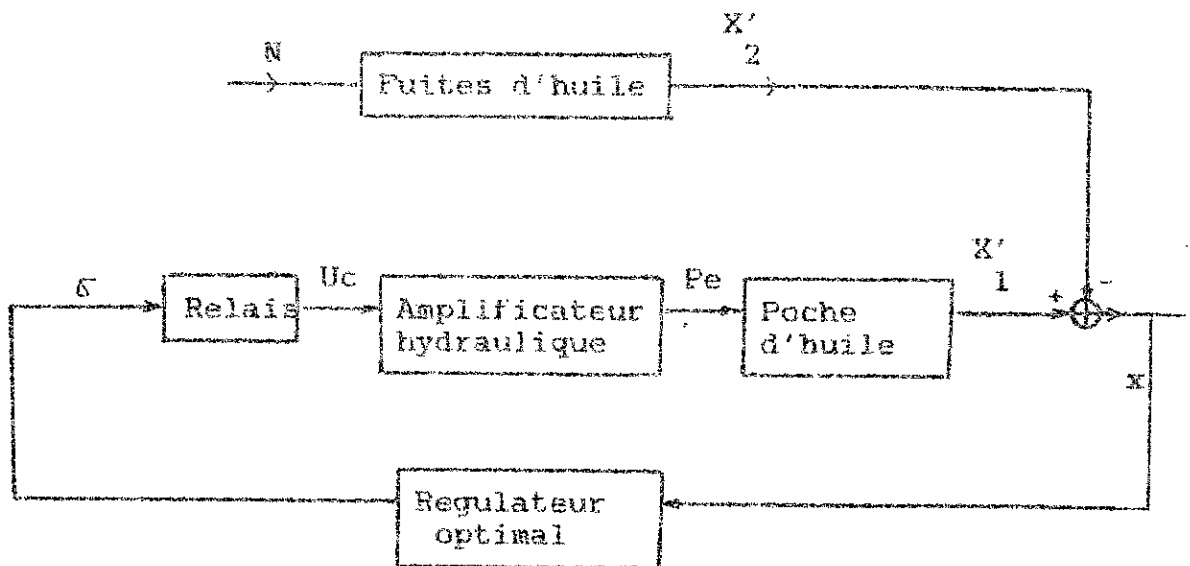 N
X'
2
Fuites d'huile
-
X'
1
+
σ
Relais
Uc
Amplificateur
hydraulique
Pe
Poche
d'huile
x
Regulateur
optimal